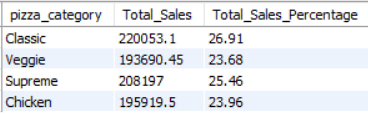 pizza_category Total_Sales Total_Sales_Percentage
Classic 220053.1 26.91
Veggie 193690.45 23.68
Supreme 208197 25.46
Chicken 195919.5 23.96